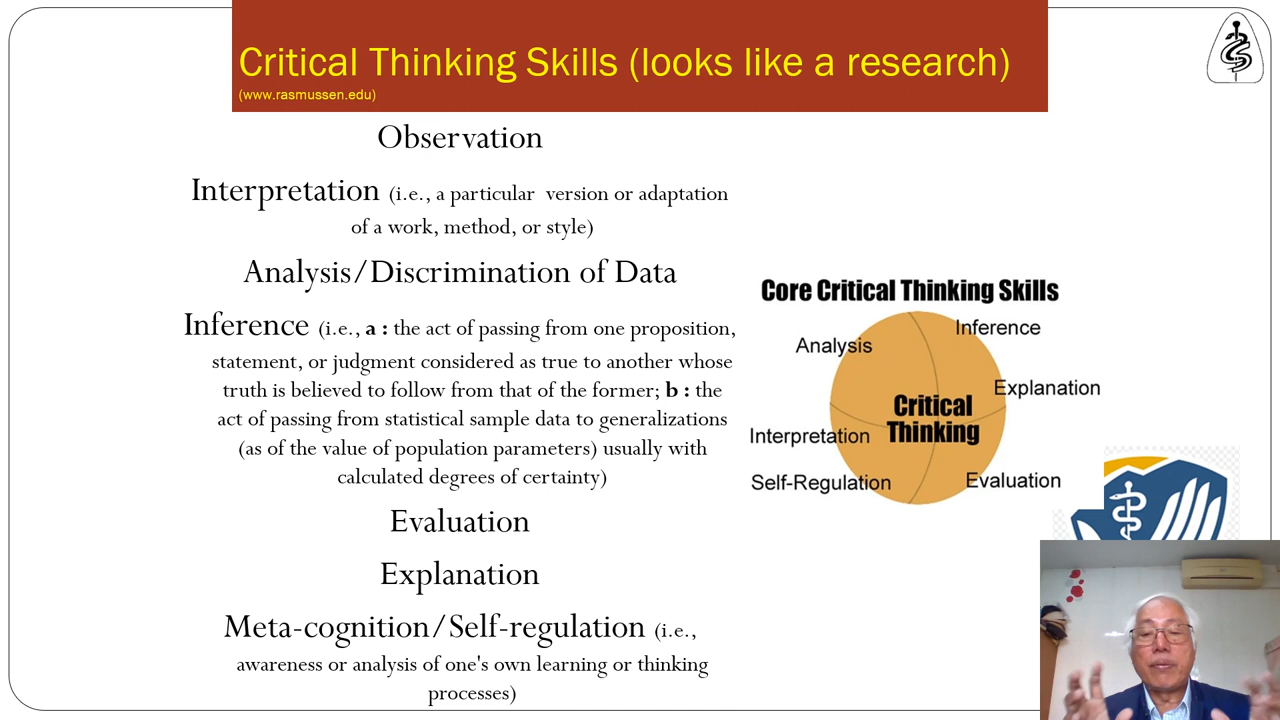 Critical Thinking Skills (looks like a research)
(www.rasmussen.edu)
Observation
Interpretation (i.e., a particular version or adaptation
of a work, method, or style)
Analysis/Discrimination of Data
Inference (i.e., a : the act of passing from one proposition,
statement, or judgment considered as true to another whose
truth is believed to follow from that of the former; b : the
act of passing from statistical sample data to generalizations
(as of the value of population parameters) usually with
calculated degrees of certainty)
Evaluation
Explanation
Meta-cognition/Self-regulation (i.e.,
awareness or analysis of one's own learning or thinking
processes)
Core Critical Thinking Skills
Inference
Analysis
Explanation
Critical
Thinking
Interpretation
Self-Regulation
Evaluation